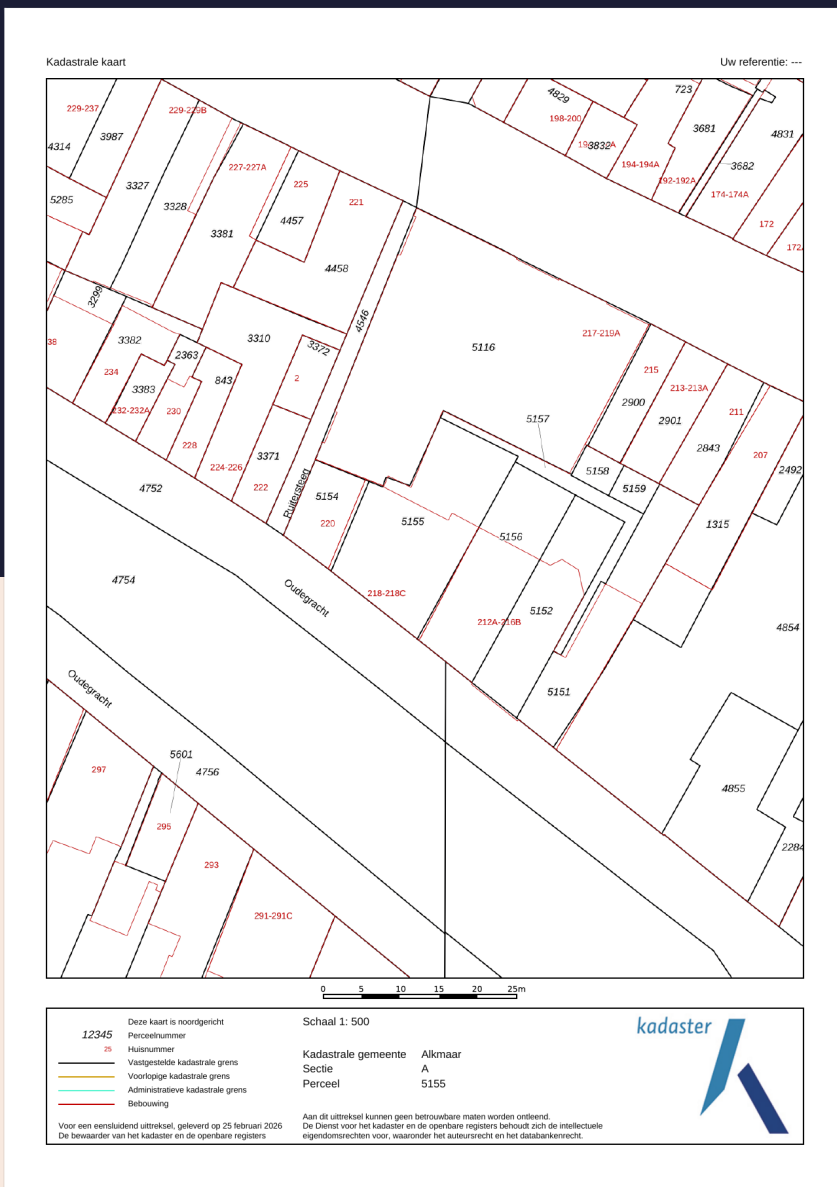 Kadastrale kaart
Uw referentie: ---
229-237
229-229B
4829
723
198-200
3681
4831
3987
4314
3832A
3682
227-227A
194-194A
192-192A
174-174A
225
3327
221
5285
3328
4457
172
3381
4458
3299
4546
217-219A
3382
3310
3372
5116
38
2363
215
234
843
2
213-213A
3383
2900
232-232A
230
5157
2901
211
228
2843
207
3371
224-226
5158
2492
222
5159
4752
Ruitersteeg
5154
220
5155
1315
5156
4754
Oudegracht
218-218C
5152
212A-216B
4854
Oudegracht
5151
5601
297
4756
4855
295
2284
293
291-291C
0 5 10 15 20 25m
Deze kaart is noordgericht
12345 Perceelnummer
25 Huisnummer
Vastgestelde kadastrale grens
Voorlopige kadastrale grens
Administratieve kadastrale grens
Bebouwing
Voor een eensluidend uittreksel, geleverd op 25 februari 2026
De bewaarder van het kadaster en de openbare registers
Schaal 1: 500
Kadastrale gemeente Alkmaar
Sectie A
Perceel 5155
Aan dit uittreksel kunnen geen betrouwbare maten worden ontleend.
De Dienst voor het kadaster en de openbare registers behoudt zich de intellectuele
eigendomsrechten voor, waaronder het auteursrecht en het databankenrecht.
kadaster